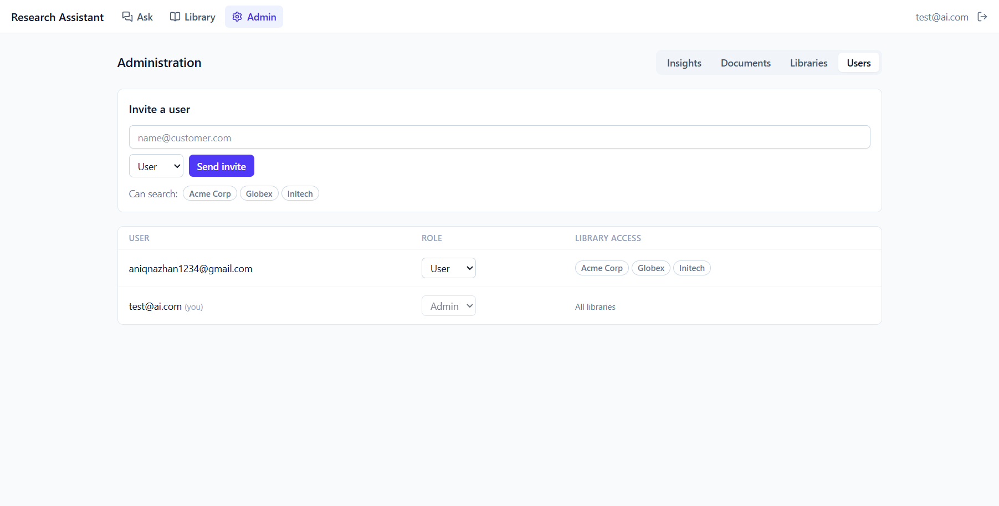 Research Assistant Ask Library Admin test@ai.com
Administration Insights Documents Libraries Users
Invite a user
name@customer.com
User Send invite
Can search: Acme Corp Globex Initech
USER ROLE LIBRARY ACCESS
aniqnazhan1234@gmail.com User Acme Corp Globex Initech
test@ai.com (you) Admin All libraries